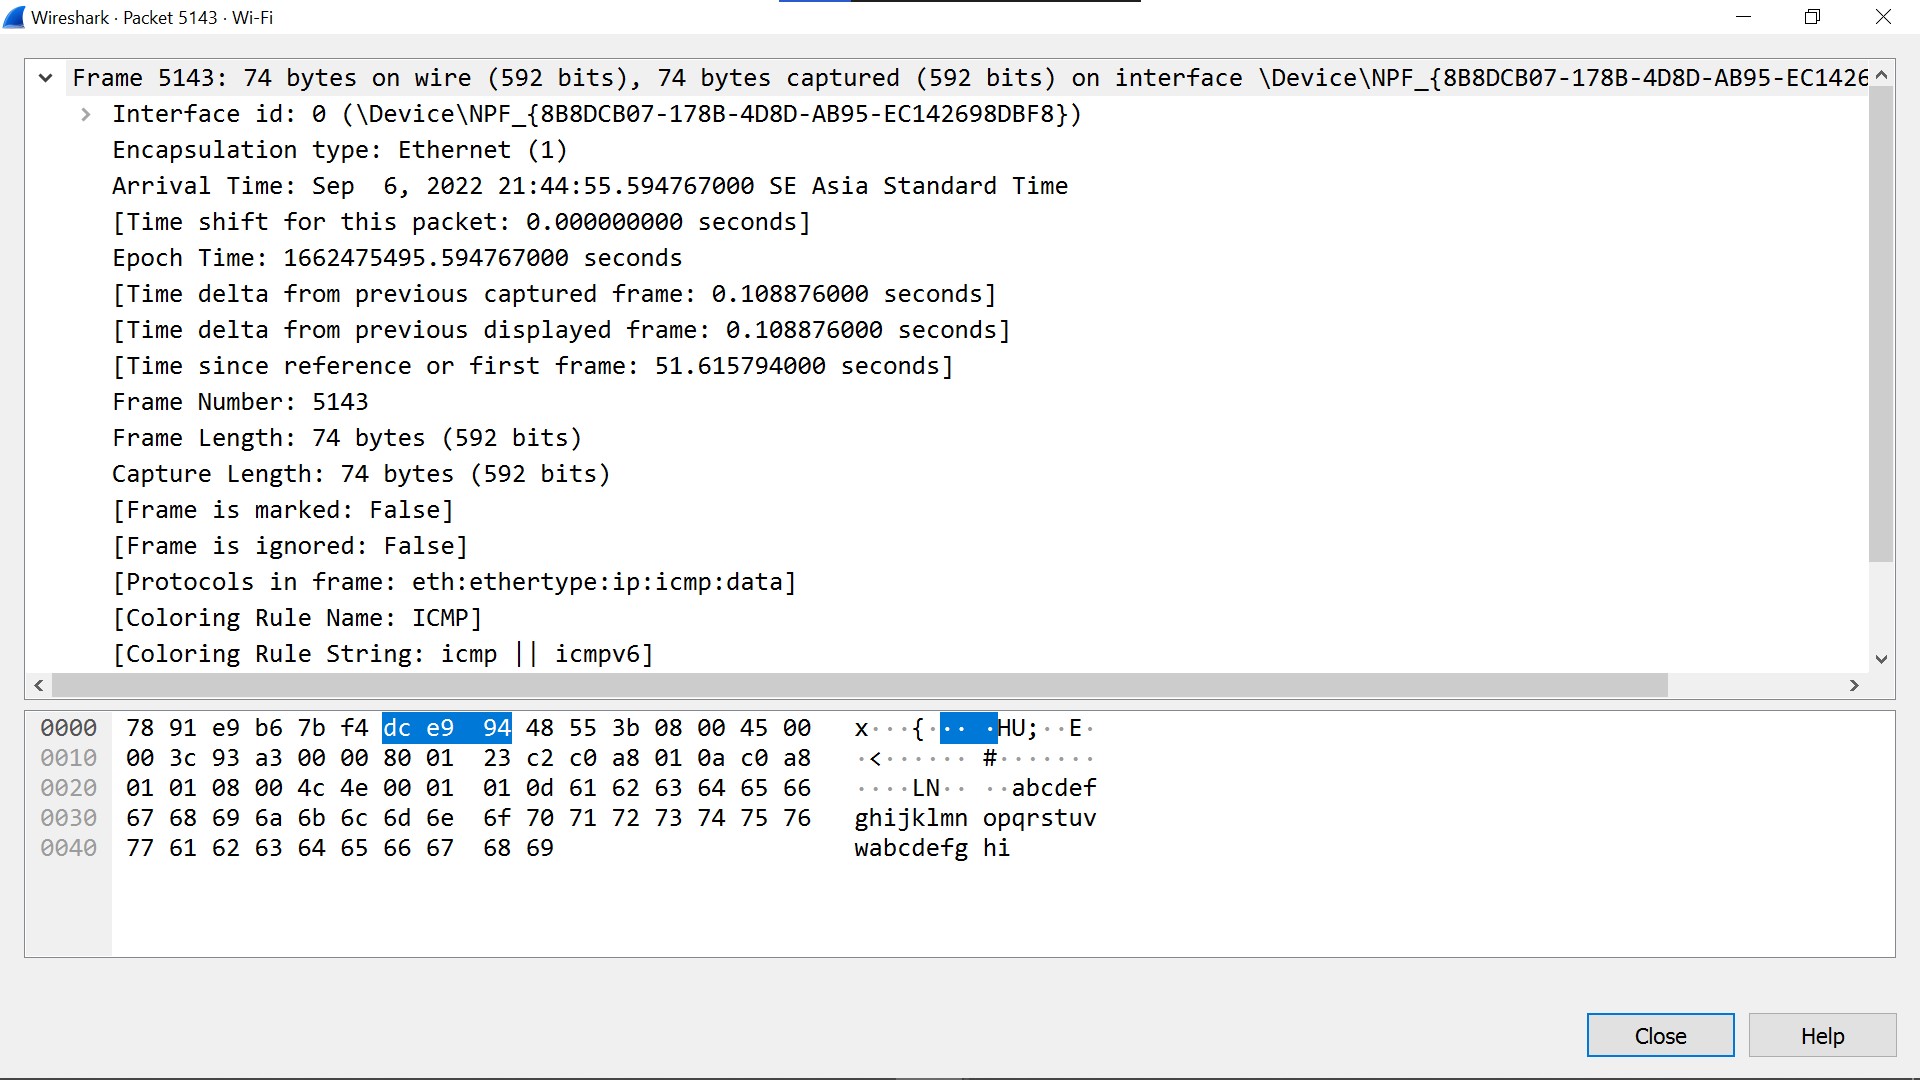 Wireshark · Packet 5143 · Wi-Fi
Frame 5143: 74 bytes on wire (592 bits), 74 bytes captured (592 bits) on interface \Device\NPF_{8B8DCB07-178B-4D8D-AB95-EC1426
Interface id: 0 (\Device\NPF_{8B8DCB07-178B-4D8D-AB95-EC142698DBF8})
Encapsulation type: Ethernet (1)
Arrival Time: Sep  6, 2022 21:44:55.594767000 SE Asia Standard Time
[Time shift for this packet: 0.000000000 seconds]
Epoch Time: 1662475495.594767000 seconds
[Time delta from previous captured frame: 0.108876000 seconds]
[Time delta from previous displayed frame: 0.108876000 seconds]
[Time since reference or first frame: 51.615794000 seconds]
Frame Number: 5143
Frame Length: 74 bytes (592 bits)
Capture Length: 74 bytes (592 bits)
[Frame is marked: False]
[Frame is ignored: False]
[Protocols in frame: eth:ethertype:ip:icmp:data]
[Coloring Rule Name: ICMP]
[Coloring Rule String: icmp || icmpv6]
0000  78 91 e9 b6 7b f4 dc e9  94 48 55 3b 08 00 45 00   x···{··· ·HU;··E·
0010  00 3c 93 a3 00 00 80 01  23 c2 c0 a8 01 0a c0 a8   ·<······ #·······
0020  01 01 08 00 4c 4e 00 01  01 0d 61 62 63 64 65 66   ····LN·· ··abcdef
0030  67 68 69 6a 6b 6c 6d 6e  6f 70 71 72 73 74 75 76   ghijklmn opqrstuv
0040  77 61 62 63 64 65 66 67  68 69   wabcdefg hi
Close
Help